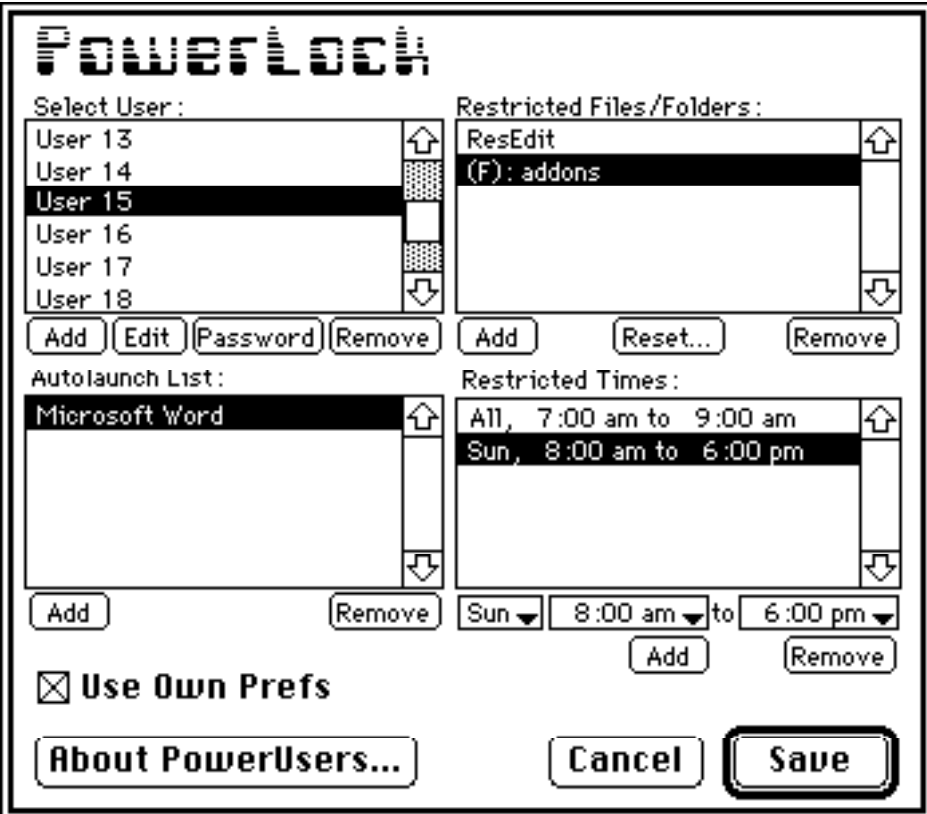 PowerLock
Select User:
User 13
User 14
User 15
User 16
User 17
User 18
Add Edit Password Remove
Restricted Files/Folders:
ResEdit
(F): addons
Add Reset... Remove
Autolaunch List:
Microsoft Word
Add Remove
Restricted Times:
All, 7:00 am to 9:00 am
Sun, 8:00 am to 6:00 pm
Sun 8:00 am to 6:00 pm
Add Remove
Use Own Prefs
About PowerUsers... Cancel Save